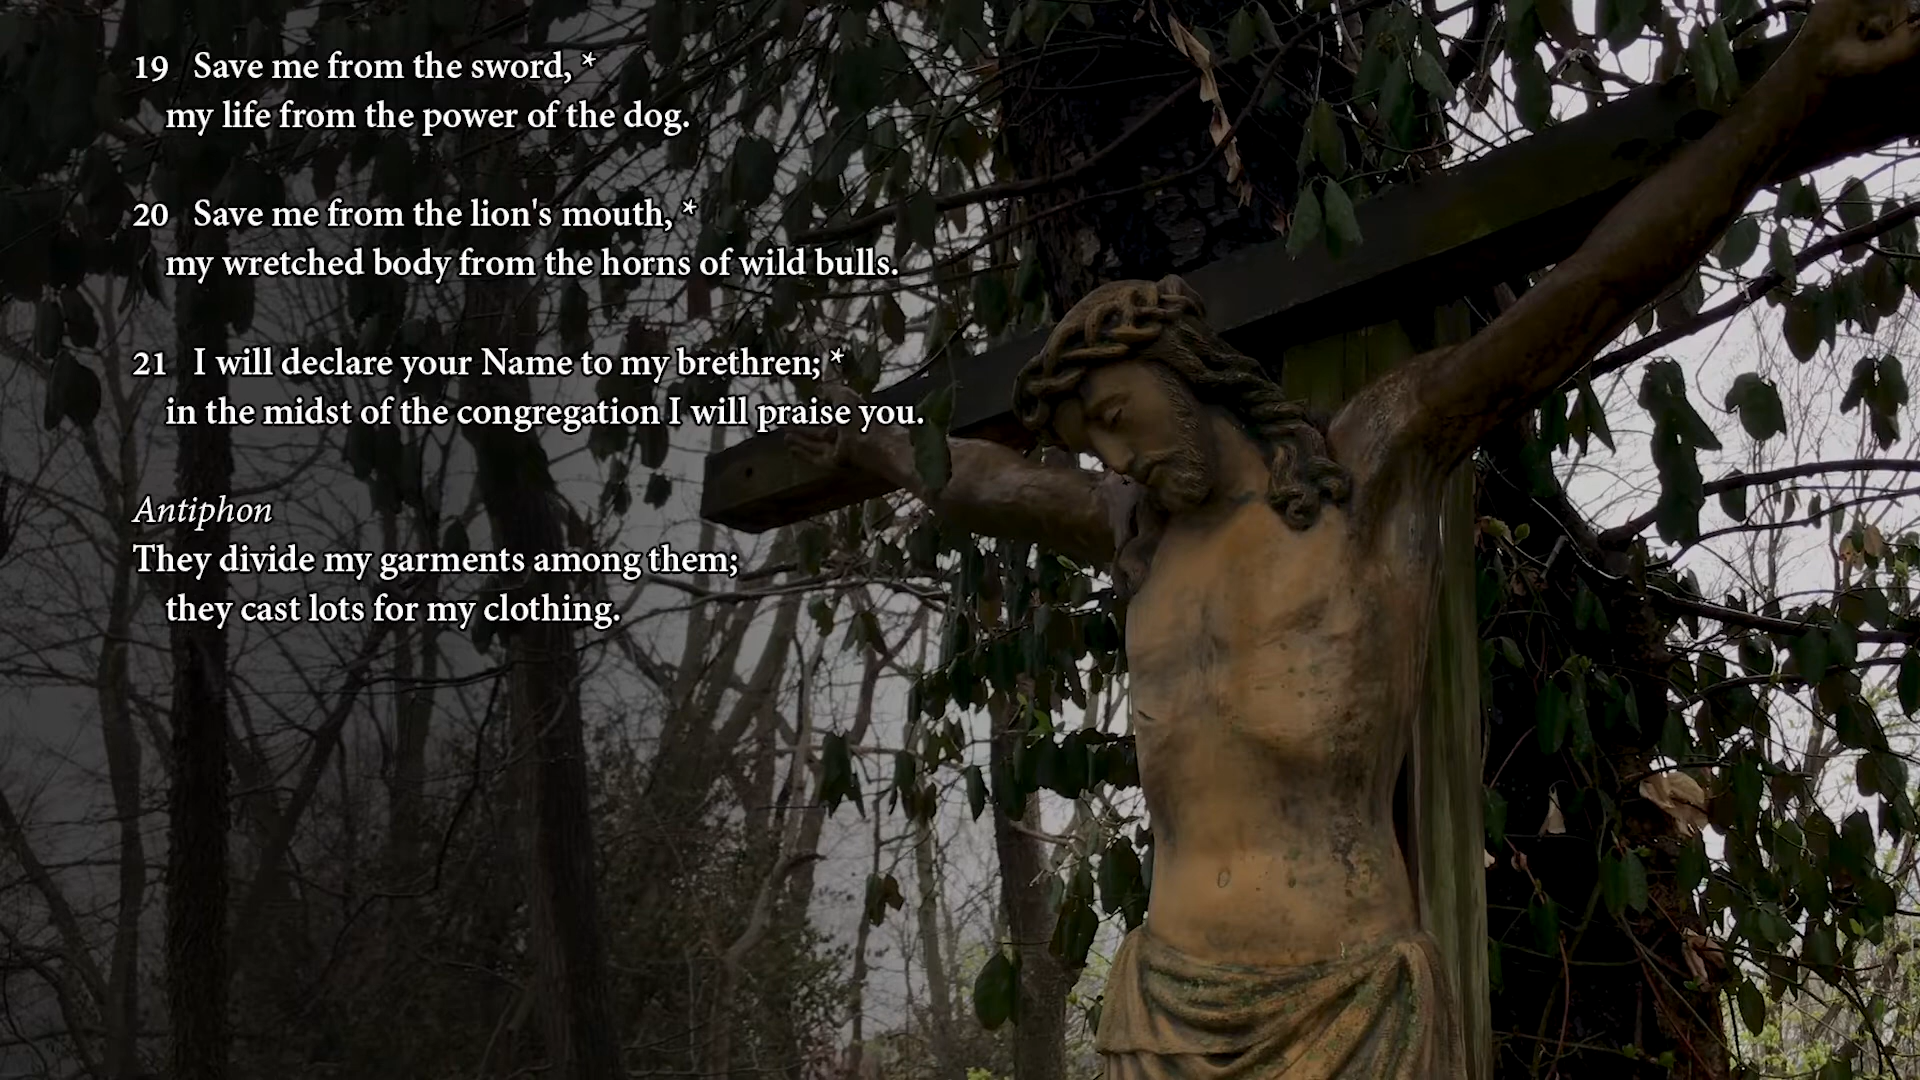 19 Save me from the sword, *
my life from the power of the dog.
20 Save me from the lion's mouth, *
my wretched body from the horns of wild bulls.
21 I will declare your Name to my brethren; *
in the midst of the congregation I will praise you.
Antiphon
They divide my garments among them;
they cast lots for my clothing.